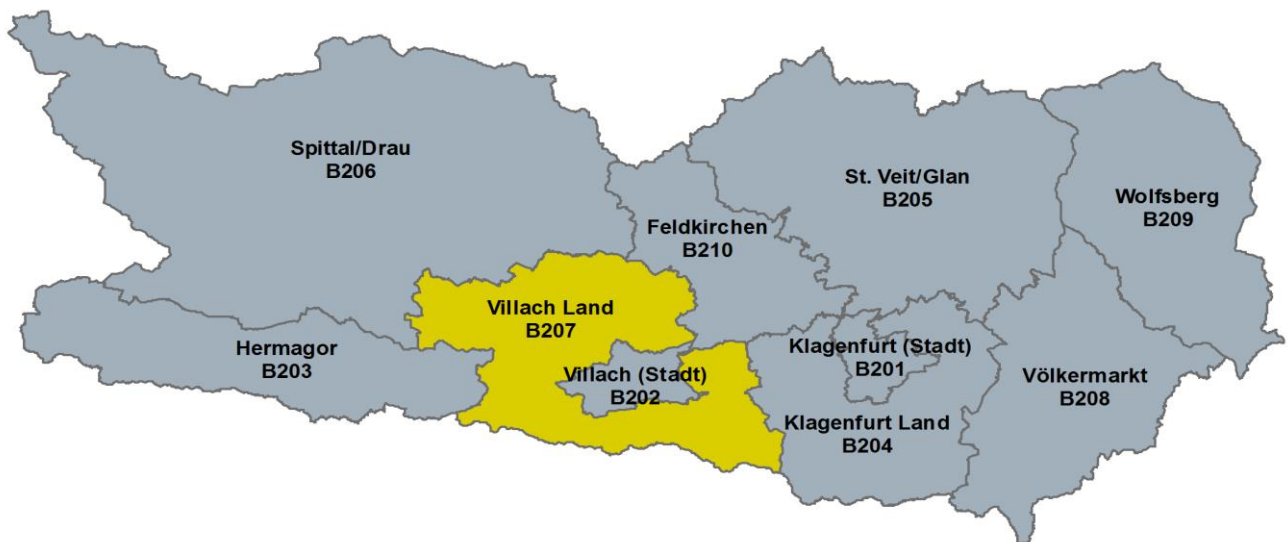 Spittal/Drau
B206
St. Veit/Glan
B205
Wolfsberg
B209
Feldkirchen
B210
Villach Land
B207
Hermagor
B203
Villach (Stadt)
B202
Klagenfurt (Stadt)
B201
Völkermarkt
B208
Klagenfurt Land
B204